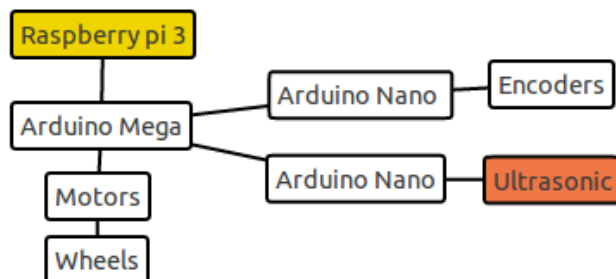 Raspberry pi 3
Arduino Nano
Encoders
Arduino Mega
Arduino Nano
Ultrasonic
Motors
Wheels